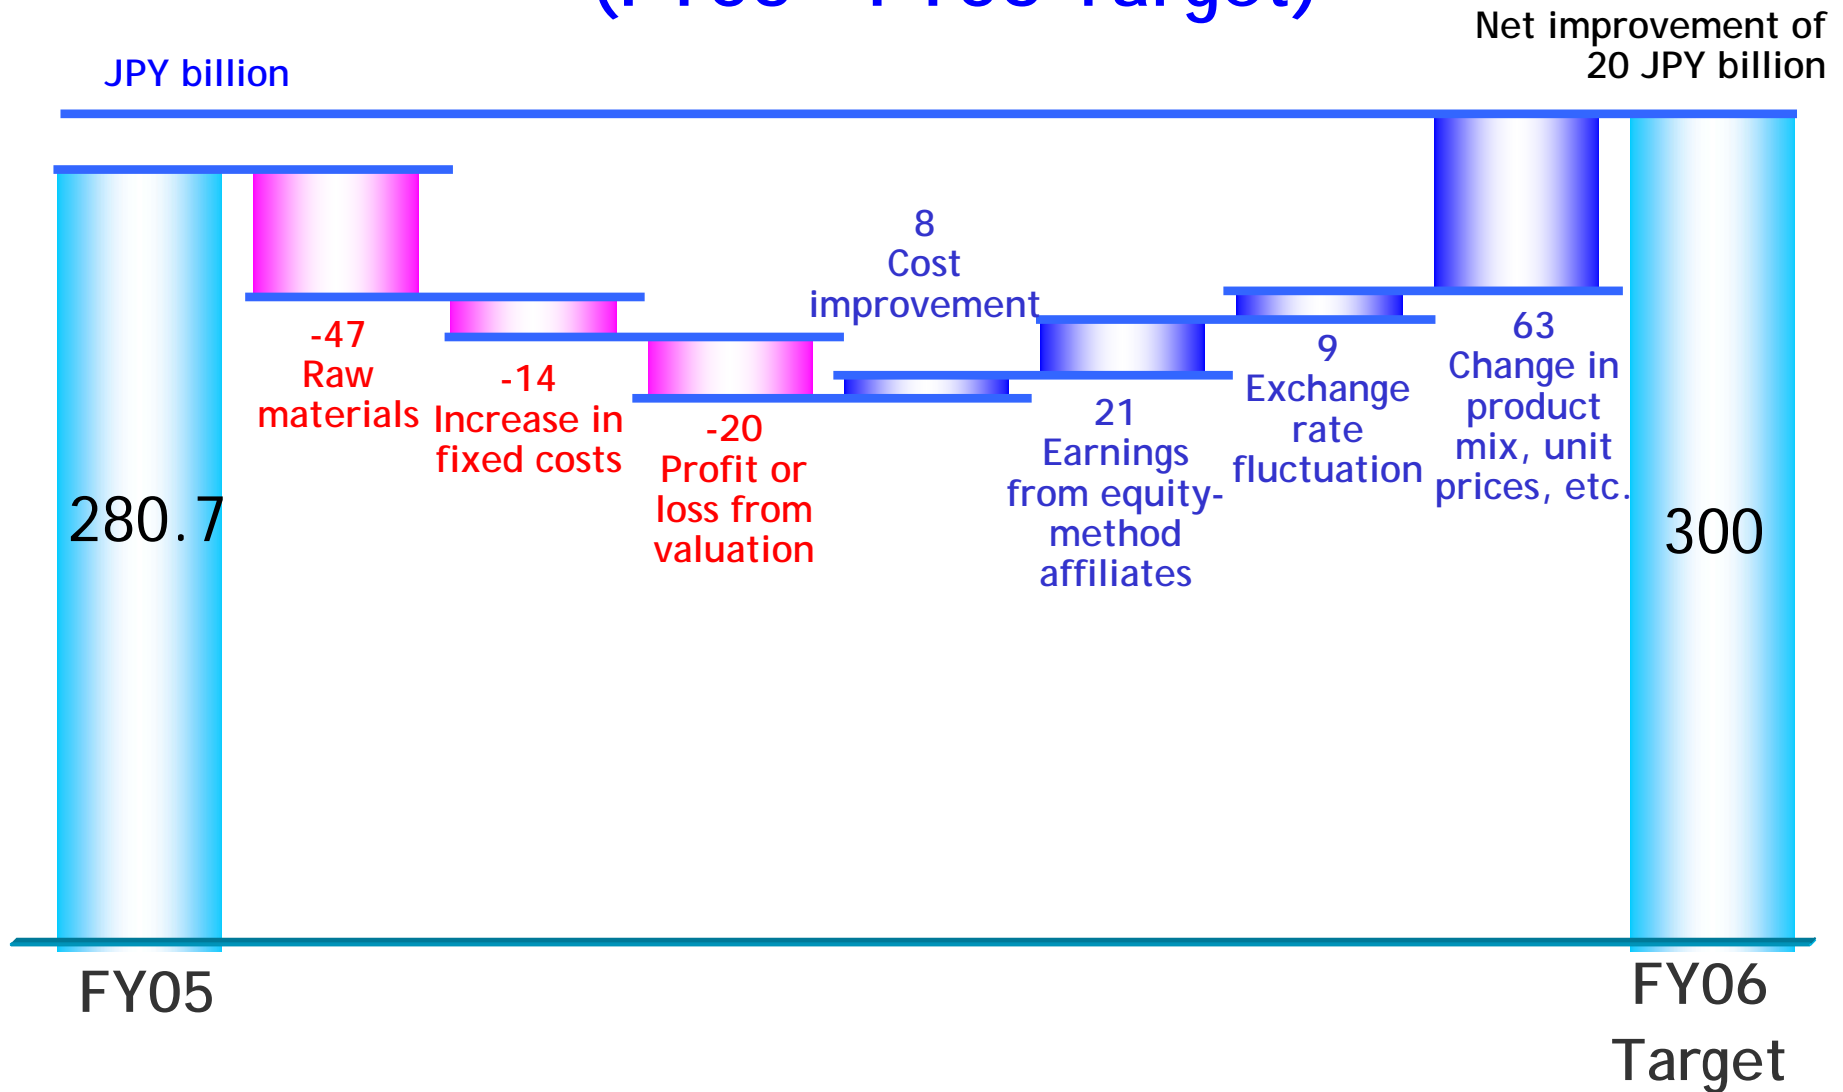 Target)
Net improvement of
20 JPY billion
JPY billion
8
Cost
improvement
-47
Raw
materials
-14
Increase in
fixed costs
-20
Profit or
loss from
valuation
21
Earnings
from equity-
method
affiliates
9
Exchange
rate
fluctuation
63
Change in
product
mix, unit
prices, etc.
280.7
300
FY05
FY06
Target